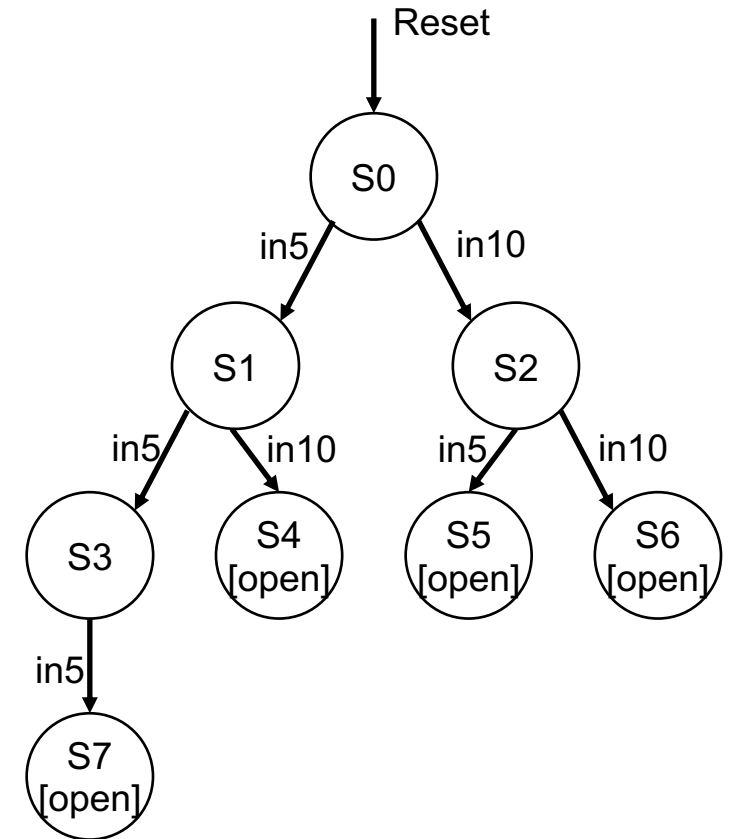 Reset
S0
in5
in10
S1
S2
in5
in10
in5
in10
S3
S4
[open]
S5
[open]
S6
[open]
in5
S7
[open]